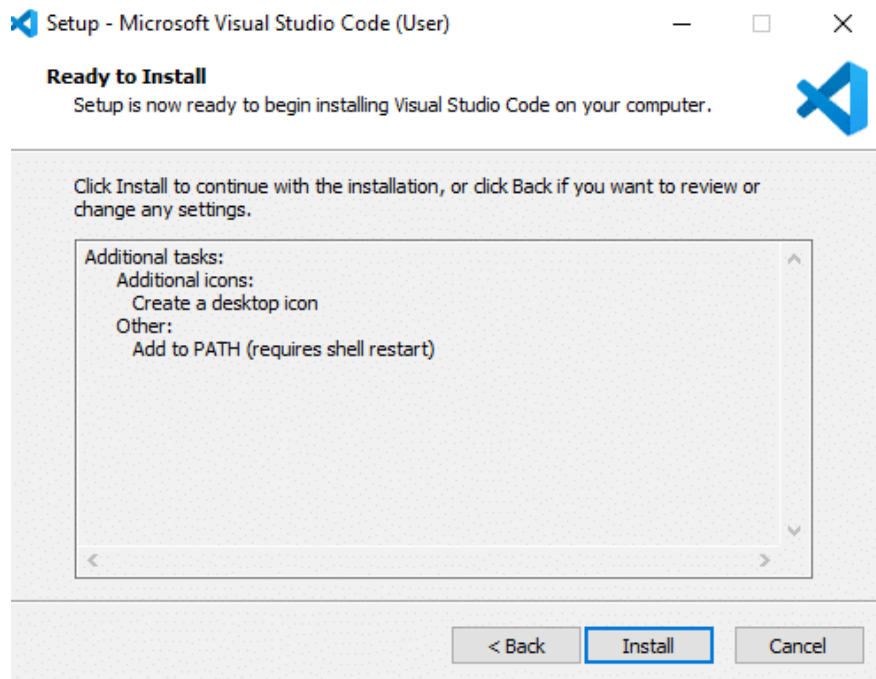 Setup - Microsoft Visual Studio Code (User)
Ready to Install
Setup is now ready to begin installing Visual Studio Code on your computer.
Click Install to continue with the installation, or click Back if you want to review or
change any settings.
Additional tasks:
Additional icons:
Create a desktop icon
Other:
Add to PATH (requires shell restart)
< Back Install Cancel